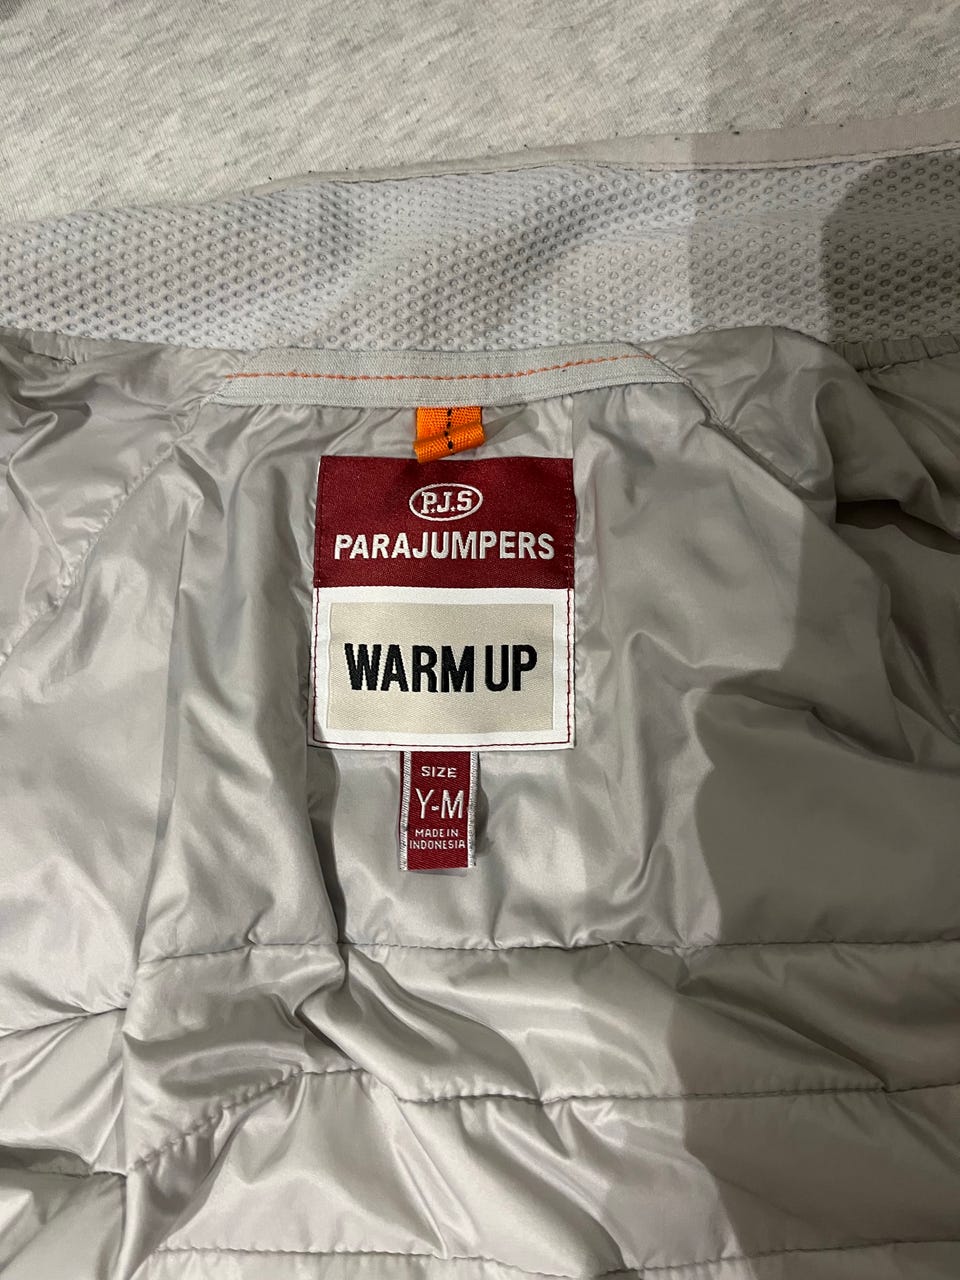 P.J.S
PARAJUMPERS
WARM UP
SIZE
Y-M
MADE IN
INDONESIA